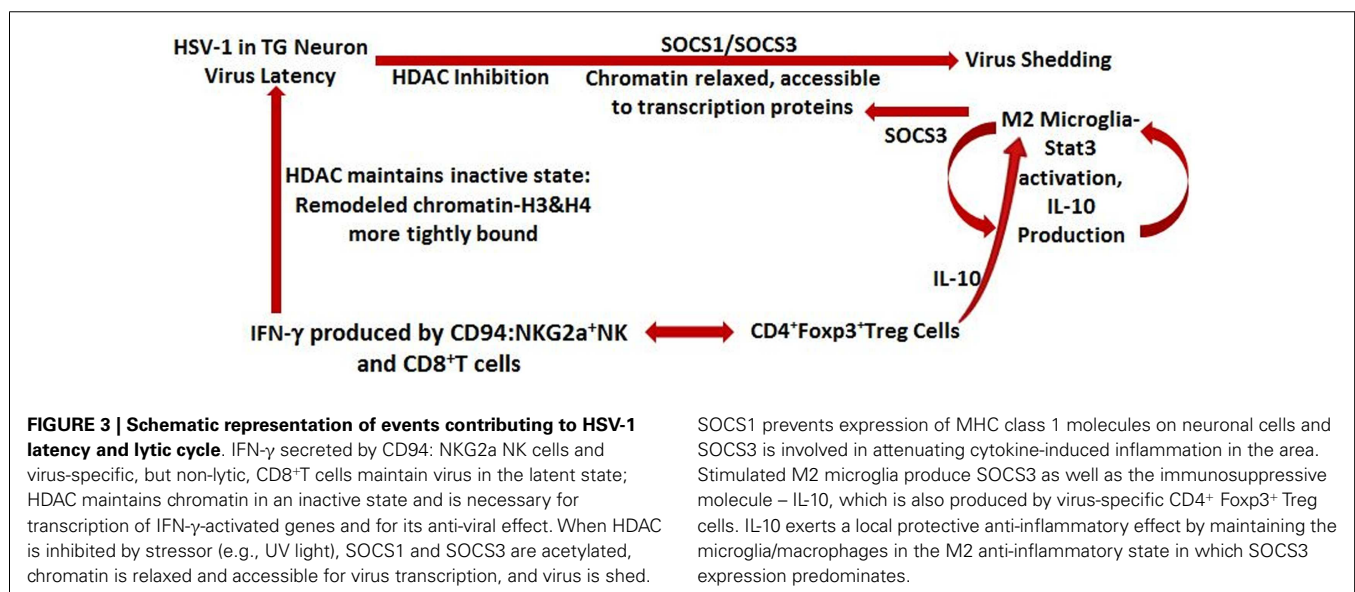 HSV-1 in TG Neuron
Virus Latency
SOCS1/SOCS3
HDAC Inhibition
Chromatin relaxed, accessible
to transcription proteins
Virus Shedding
SOCS3
M2 Microglia-
Stat3
activation,
IL-10
Production
HDAC maintains inactive state:
Remodeled chromatin-H3&H4
more tightly bound
IL-10
IFN-γ produced by CD94:NKG2a⁺NK
and CD8⁺T cells
CD4⁺Foxp3⁺Treg Cells
FIGURE 3 | Schematic representation of events contributing to HSV-1
latency and lytic cycle. IFN-γ secreted by CD94: NKG2a NK cells and
virus-specific, but non-lytic, CD8⁺T cells maintain virus in the latent state;
HDAC maintains chromatin in an inactive state and is necessary for
transcription of IFN-γ-activated genes and for its anti-viral effect. When HDAC
is inhibited by stressor (e.g., UV light), SOCS1 and SOCS3 are acetylated,
chromatin is relaxed and accessible for virus transcription, and virus is shed.
SOCS1 prevents expression of MHC class 1 molecules on neuronal cells and
SOCS3 is involved in attenuating cytokine-induced inflammation in the area.
Stimulated M2 microglia produce SOCS3 as well as the immunosuppressive
molecule – IL-10, which is also produced by virus-specific CD4⁺ Foxp3⁺ Treg
cells. IL-10 exerts a local protective anti-inflammatory effect by maintaining the
microglia/macrophages in the M2 anti-inflammatory state in which SOCS3
expression predominates.